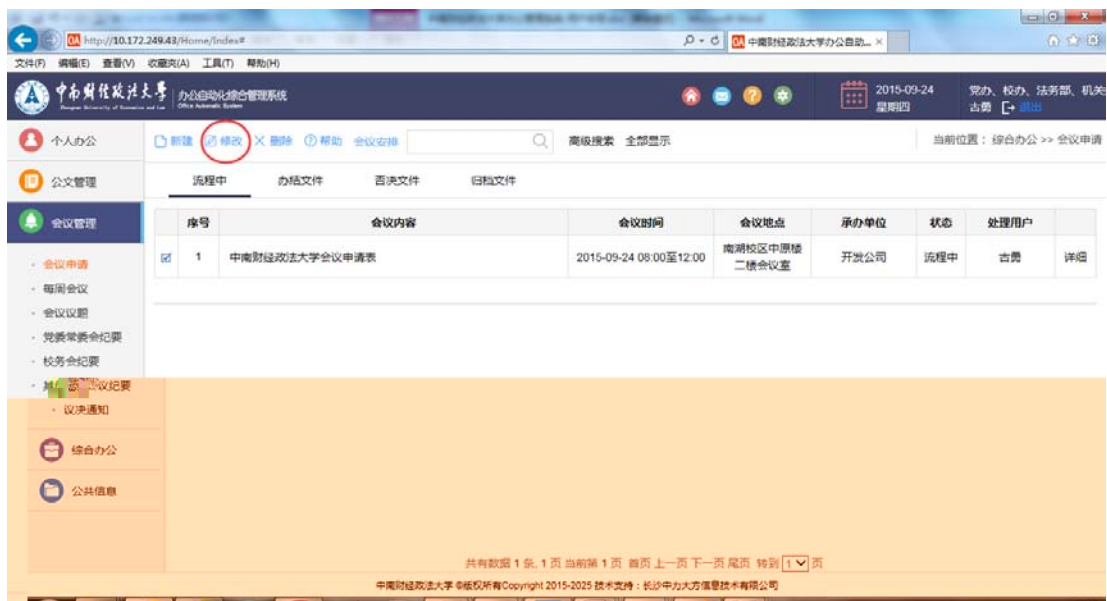 http://10.172.249.43/Home/Index#
中南财经政法大学办公自动...
文件(F) 编辑(E) 查看(V) 收藏夹(A) 工具(T) 帮助(H)
中南财经政法大学 办公自动化综合管理系统
Office Automatic System
2015-09-24
星期四
党办、校办、法务部、机关
古勇 退出
个人办公
新建 修改 删除 帮助 会议安排 高级搜索 全部显示
当前位置：综合办公 >> 会议申请
公文管理
流程中 办结文件 否决文件 归档文件
会议管理
序号 会议内容 会议时间 会议地点 承办单位 状态 处理用户
1 中南财经政法大学会议申请表 2015-09-24 08:00至12:00 南湖校区中原楼二楼会议室 开发公司 流程中 古勇 详细
会议申请
每周会议
会议议题
党委常委会纪要
校务会纪要
议纪要
议决通知
综合办公
公共信息
共有数据 1 条, 1 页 当前第 1 页 首页 上一页 下一页 尾页 转到 1 页
中南财经政法大学 ©版权所有Copyright 2015-2025 技术支持：长沙中力大方信息技术有限公司